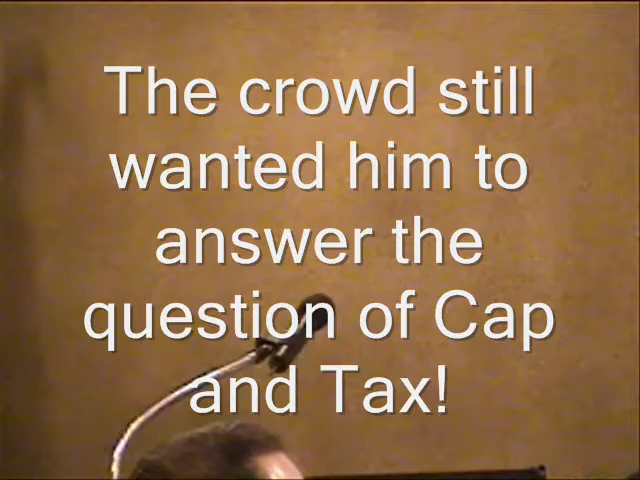 The crowd still
wanted him to
answer the
question of Cap
and Tax!